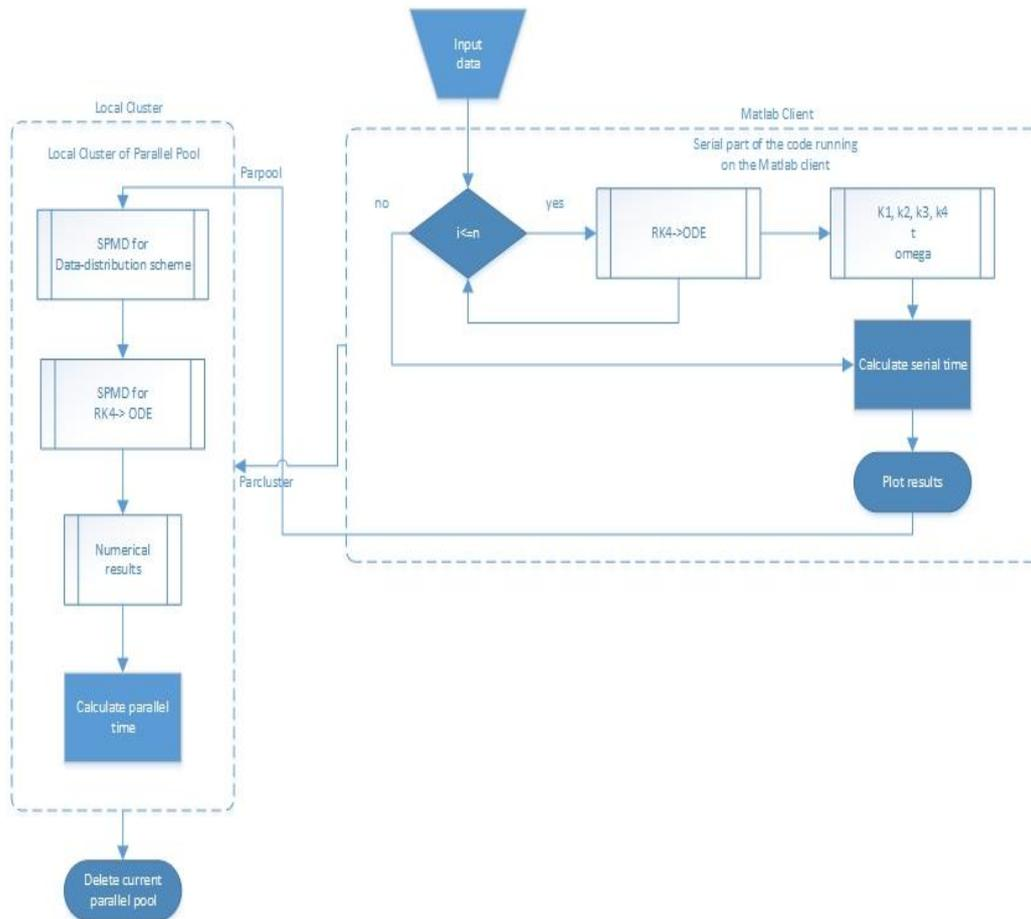 Input
data
Local Cluster
Matlab Client
Local Cluster of Parallel Pool
Serial part of the code running
on the Matlab client
Parpool
no
yes
i<=n
RK4->ODE
K1, k2, k3, k4
t
omega
SPMD for
Data-distribution scheme
Calculate serial time
SPMD for
RK4-> ODE
Parcluster
Plot results
Numerical
results
Calculate parallel
time
Delete current
parallel pool